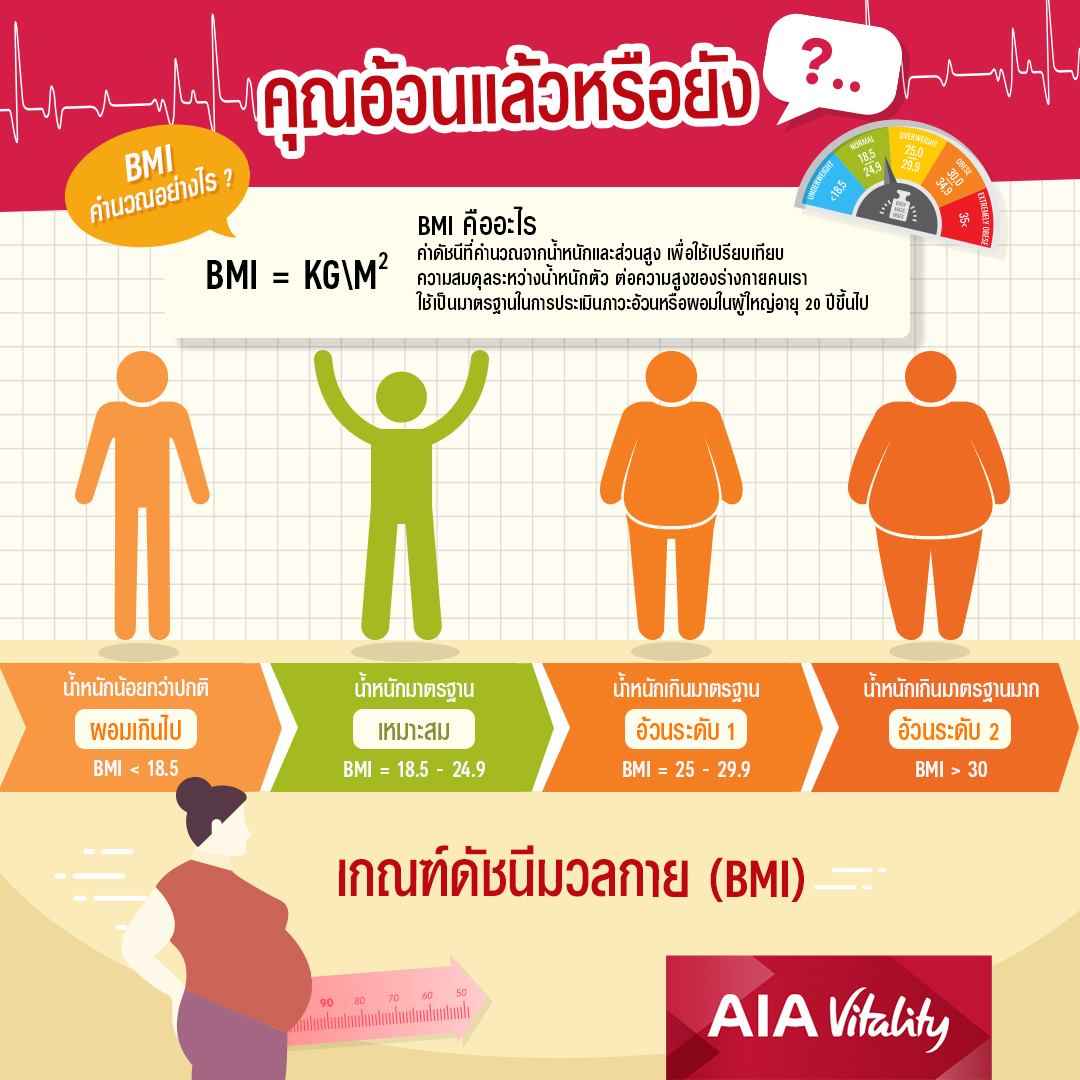 คุณอ้วนแล้วหรือยัง
?..
BMI
คำนวณอย่างไร ?
UNDERWEIGHT
<18.5
NORMAL
18.5
24.9
OVERWEIGHT
25.0
29.9
OBESE
30.0
34.9
EXTREMELY OBESE
35<
BODY
MASS
INDEX
BMI = KG\M²
BMI คืออะไร
ค่าดัชนีที่คำนวณจากน้ำหนักและส่วนสูง เพื่อใช้เปรียบเทียบ
ความสมดุลระหว่างน้ำหนักตัว ต่อความสูงของร่างกายคนเรา
ใช้เป็นมาตรฐานในการประเมินภาวะอ้วนหรือผอมในผู้ใหญ่อายุ 20 ปีขึ้นไป
น้ำหนักน้อยกว่าปกติ
ผอมเกินไป
BMI < 18.5
น้ำหนักมาตรฐาน
เหมาะสม
BMI = 18.5 - 24.9
น้ำหนักเกินมาตรฐาน
อ้วนระดับ 1
BMI = 25 - 29.9
น้ำหนักเกินมาตรฐานมาก
อ้วนระดับ 2
BMI > 30
เกณฑ์ดัชนีมวลกาย (BMI)
90 80 70 60 50
AIA Vitality